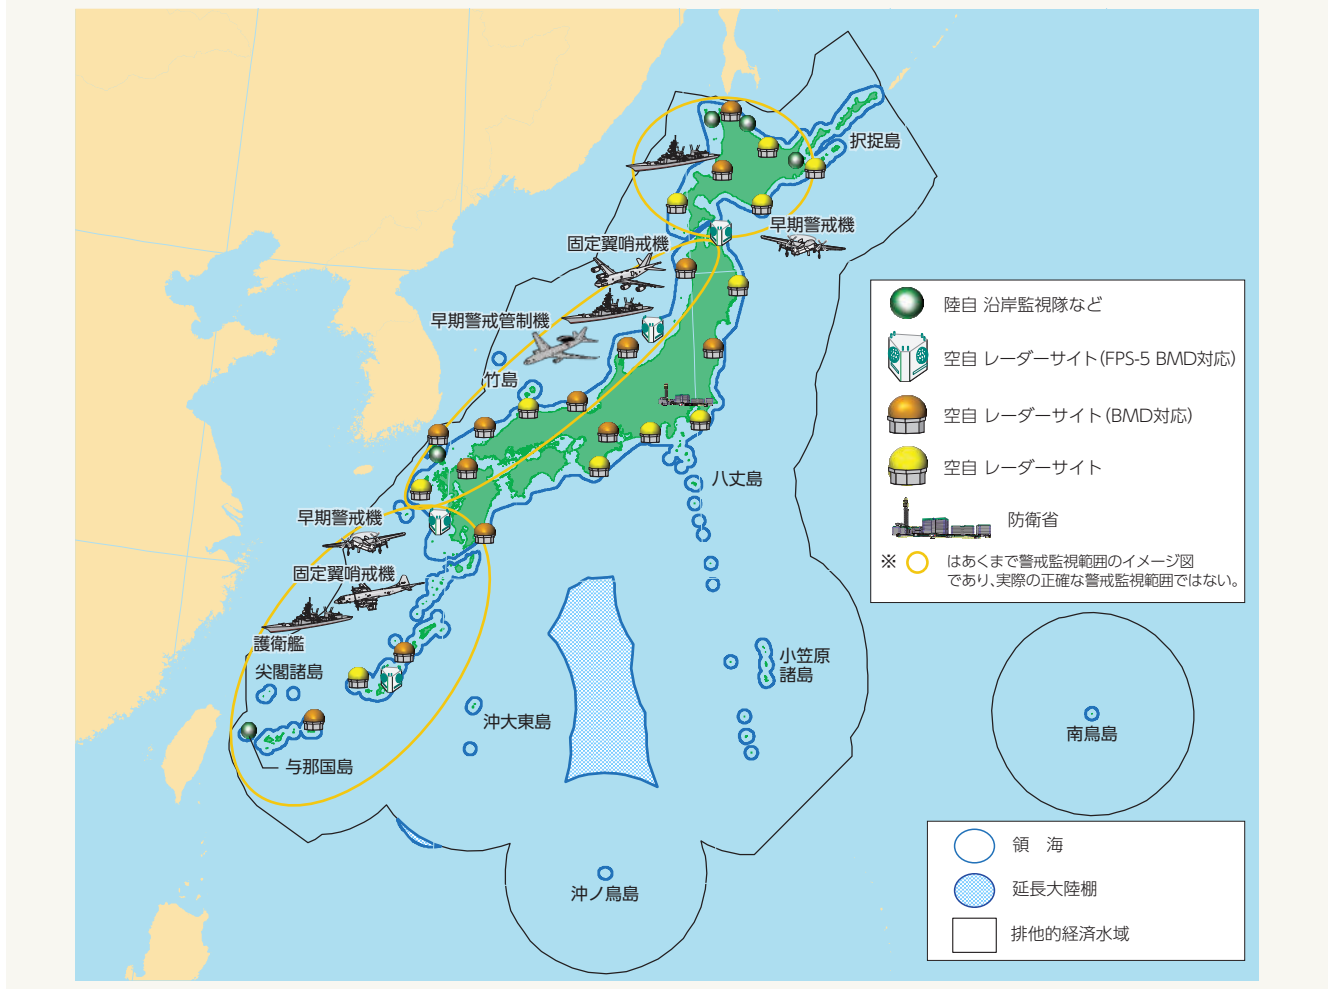 択捉島
早期警戒機
固定翼哨戒機
早期警戒管制機
竹島
八丈島
早期警戒機
固定翼哨戒機
護衛艦
尖閣諸島
与那国島
沖大東島
小笠原
諸島
南鳥島
沖ノ鳥島
陸自 沿岸監視隊など
空自 レーダーサイト(FPS-5 BMD対応)
空自 レーダーサイト(BMD対応)
空自 レーダーサイト
防衛省
※ はあくまで警戒監視範囲のイメージ図
であり、実際の正確な警戒監視範囲ではない。
領 海
延長大陸棚
排他的経済水域